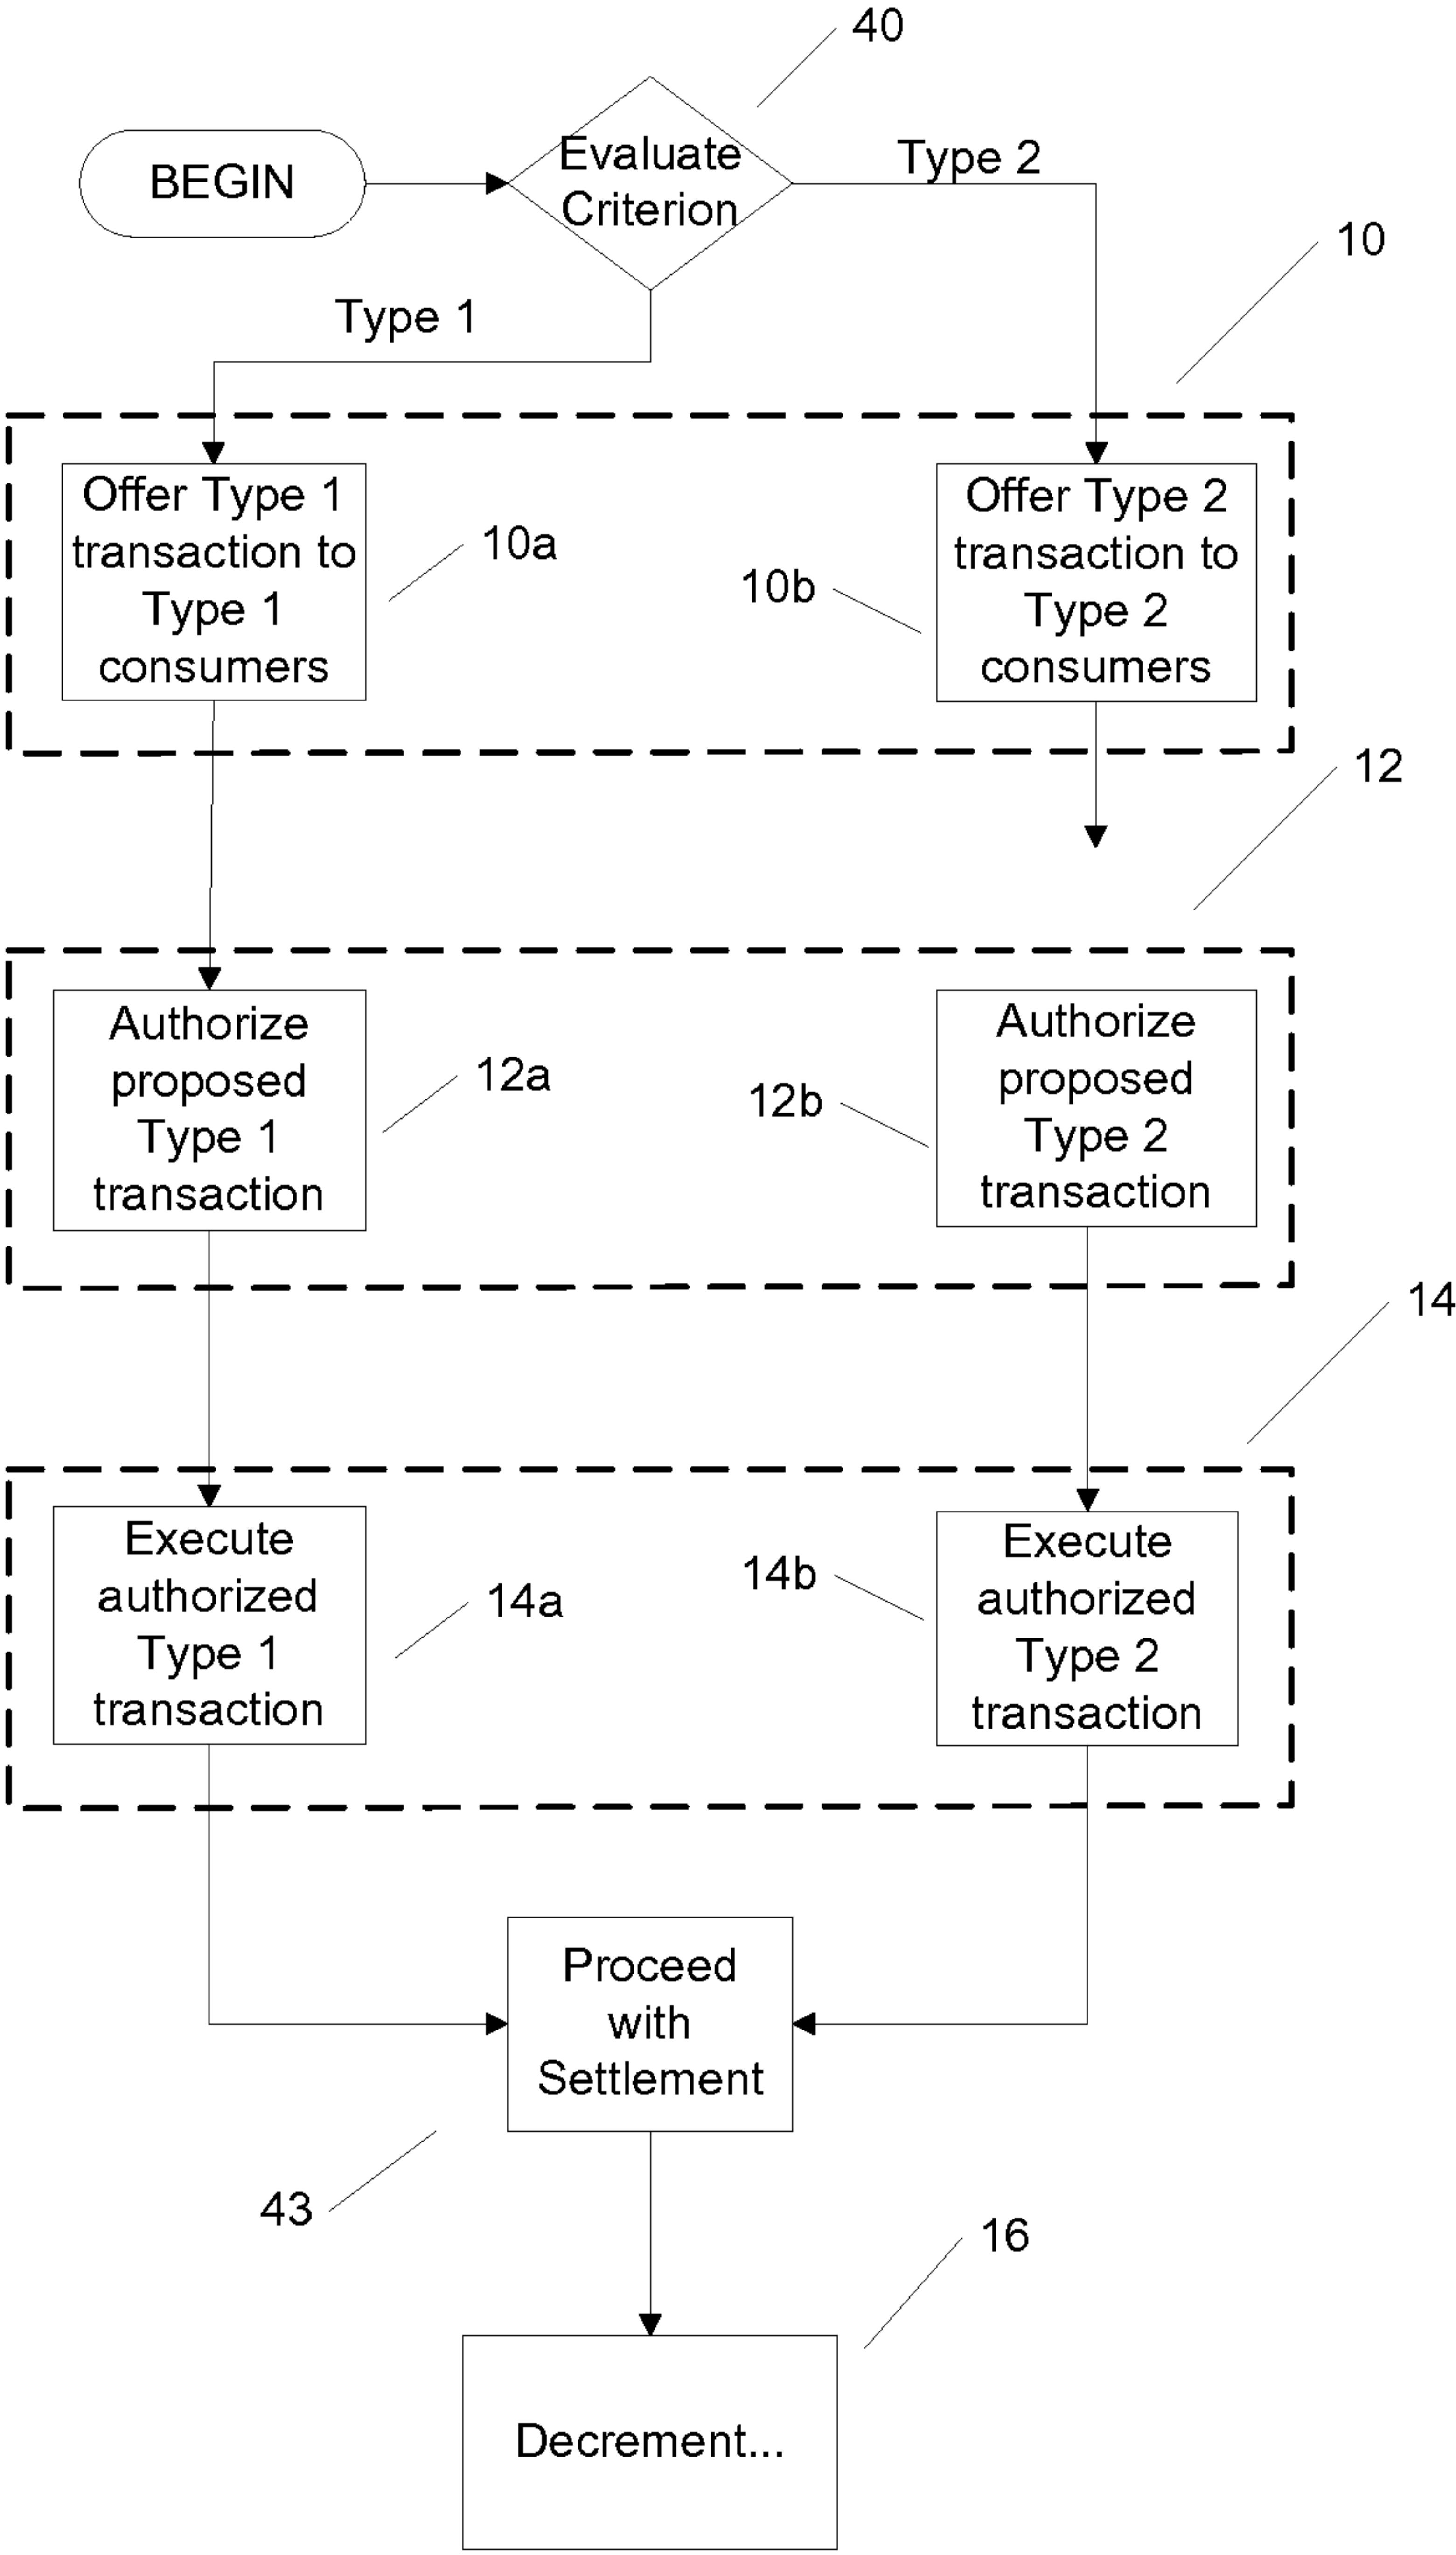 40
BEGIN
Evaluate
Criterion
Type 2
10
Type 1
Offer Type 1
transaction to
Type 1
consumers
10a
10b
Offer Type 2
transaction to
Type 2
consumers
12
Authorize
proposed
Type 1
transaction
12a
12b
Authorize
proposed
Type 2
transaction
14
Execute
authorized
Type 1
transaction
14a
14b
Execute
authorized
Type 2
transaction
Proceed
with
Settlement
43
16
Decrement...